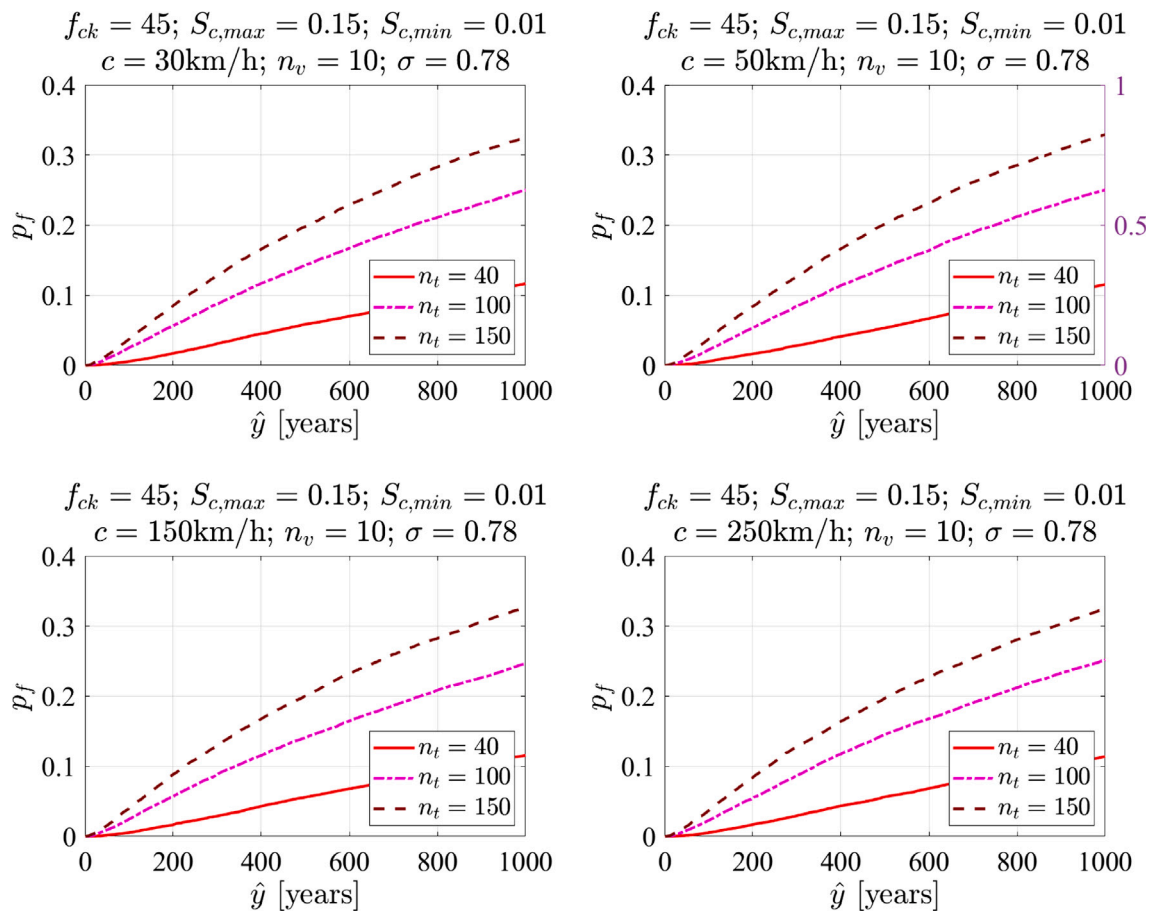 f_ck = 45; S_c,max = 0.15; S_c,min = 0.01
c = 30km/h; n_v = 10; σ = 0.78
0.4
0.3
0.2
0.1
0
p_f
n_t = 40
n_t = 100
n_t = 150
0 200 400 600 800 1000
ŷ [years]
f_ck = 45; S_c,max = 0.15; S_c,min = 0.01
c = 50km/h; n_v = 10; σ = 0.78
0.4
0.3
0.2
0.1
0
p_f
1
0.5
0
n_t = 40
n_t = 100
n_t = 150
0 200 400 600 800 1000
ŷ [years]
f_ck = 45; S_c,max = 0.15; S_c,min = 0.01
c = 150km/h; n_v = 10; σ = 0.78
0.4
0.3
0.2
0.1
0
p_f
n_t = 40
n_t = 100
n_t = 150
0 200 400 600 800 1000
ŷ [years]
f_ck = 45; S_c,max = 0.15; S_c,min = 0.01
c = 250km/h; n_v = 10; σ = 0.78
0.4
0.3
0.2
0.1
0
p_f
n_t = 40
n_t = 100
n_t = 150
0 200 400 600 800 1000
ŷ [years]